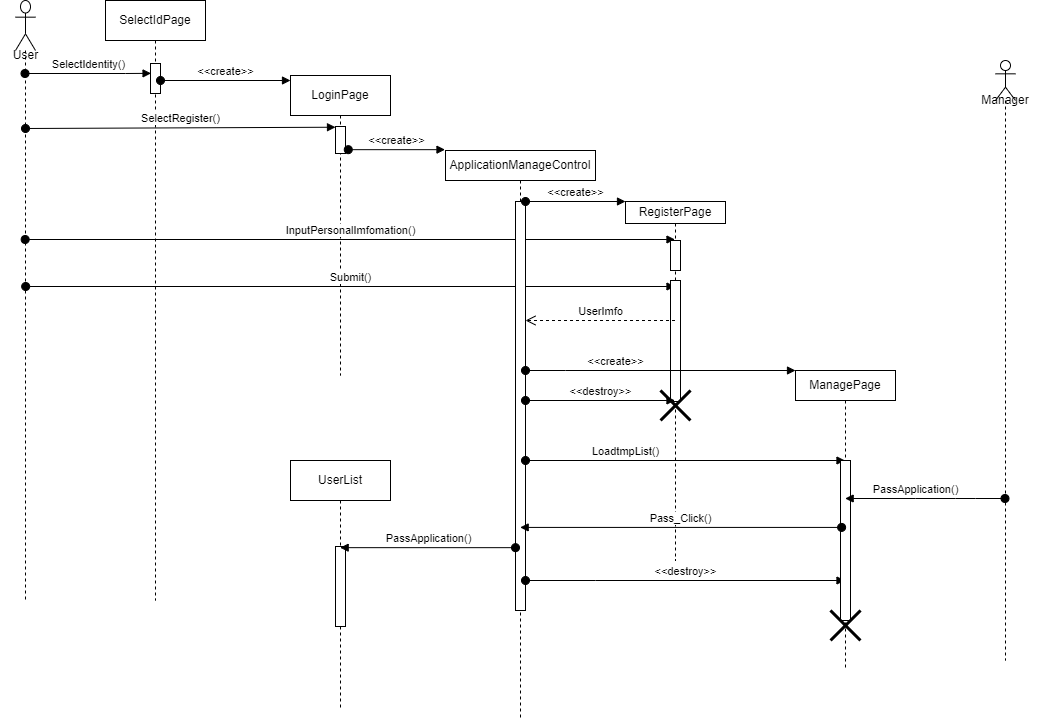 SelectIdPage
User
SelectIdentity()
<<create>>
Manager
LoginPage
SelectRegister()
<<create>>
ApplicationManageControl
<<create>>
RegisterPage
InputPersonalImfomation()
Submit()
UserImfo
<<create>>
ManagePage
<<destroy>>
LoadtmpList()
UserList
PassApplication()
Pass_Click()
PassApplication()
<<destroy>>